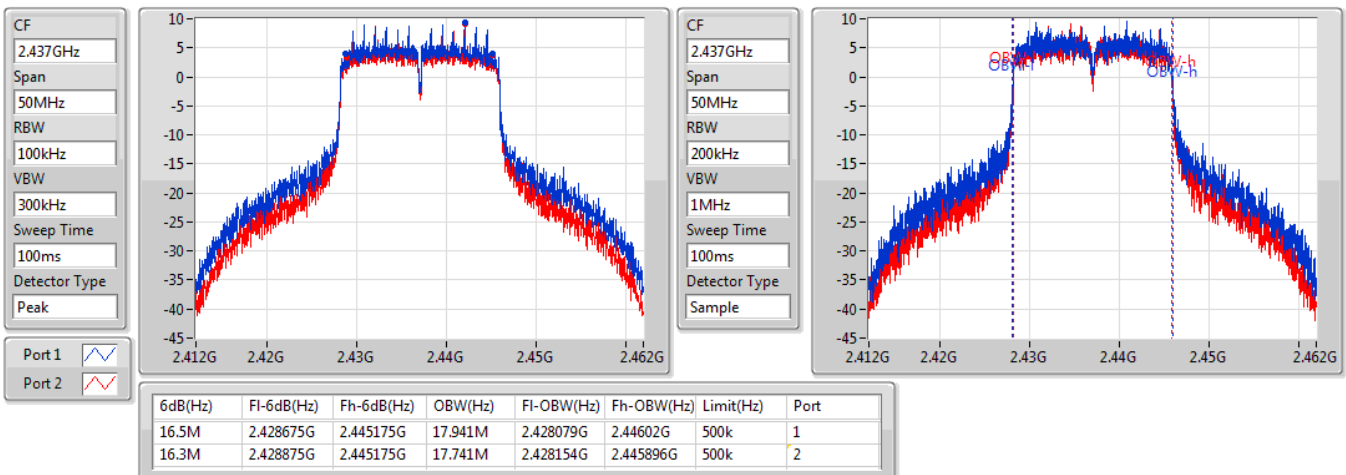 CF
2.437GHz
Span
50MHz
RBW
100kHz
VBW
300kHz
Sweep Time
100ms
Detector Type
Peak
Port 1
Port 2
10-
5-
0-
-5-
-10-
-15-
-20-
-25-
-30-
-35-
-40-
-45-
2.412G 2.42G 2.43G 2.44G 2.45G 2.462G
CF
2.437GHz
Span
50MHz
RBW
200kHz
VBW
1MHz
Sweep Time
100ms
Detector Type
Sample
10-
5-
0-
-5-
-10-
-15-
-20-
-25-
-30-
-35-
-40-
-45-
OBW-h
2.412G 2.42G 2.43G 2.44G 2.45G 2.462G
6dB(Hz) Fl-6dB(Hz) Fh-6dB(Hz) OBW(Hz) Fl-OBW(Hz) Fh-OBW(Hz) Limit(Hz) Port
16.5M 2.428675G 2.445175G 17.941M 2.428079G 2.44602G 500k 1
16.3M 2.428875G 2.445175G 17.741M 2.428154G 2.445896G 500k 2